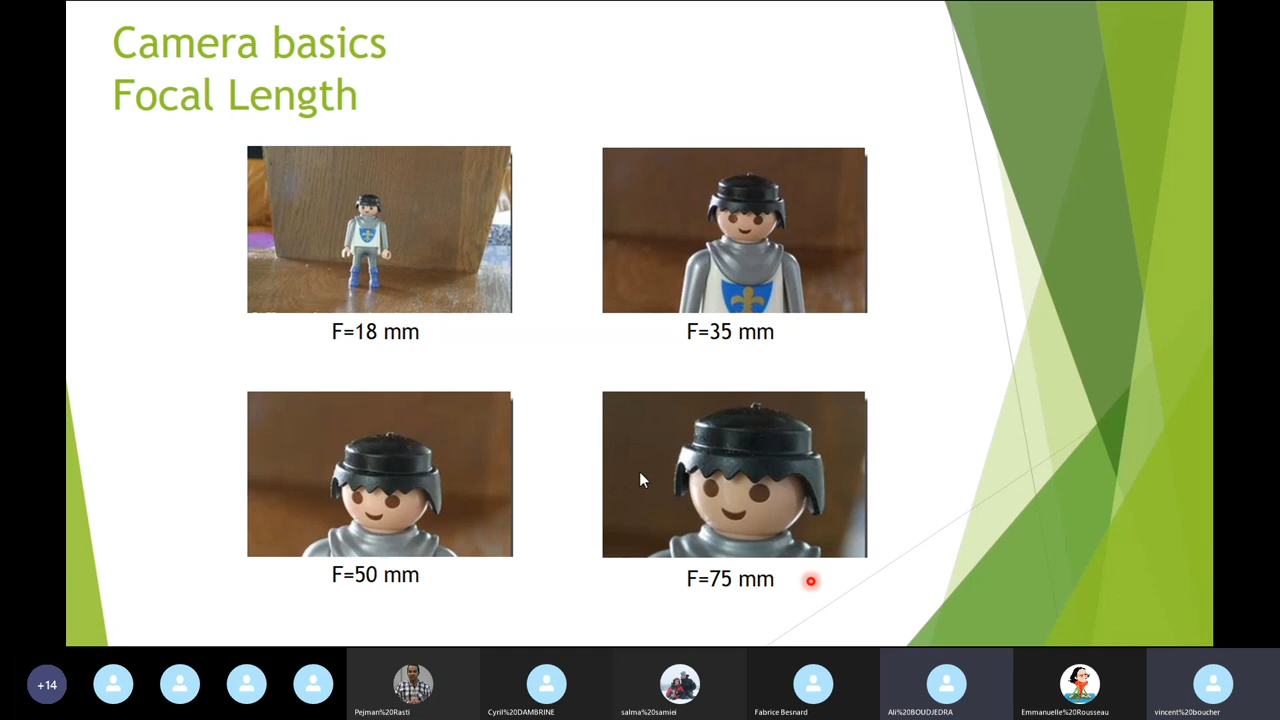 Camera basics
Focal Length
F=18 mm
F=35 mm
F=50 mm
F=75 mm
+14
Pejman%20Rasti
Cyril%20DAMBRINE
salma%20samiei
Fabrice Besnard
Ali%20BOUDJEDRA
Emmanuelle%20Rousseau
vincent%20boucher